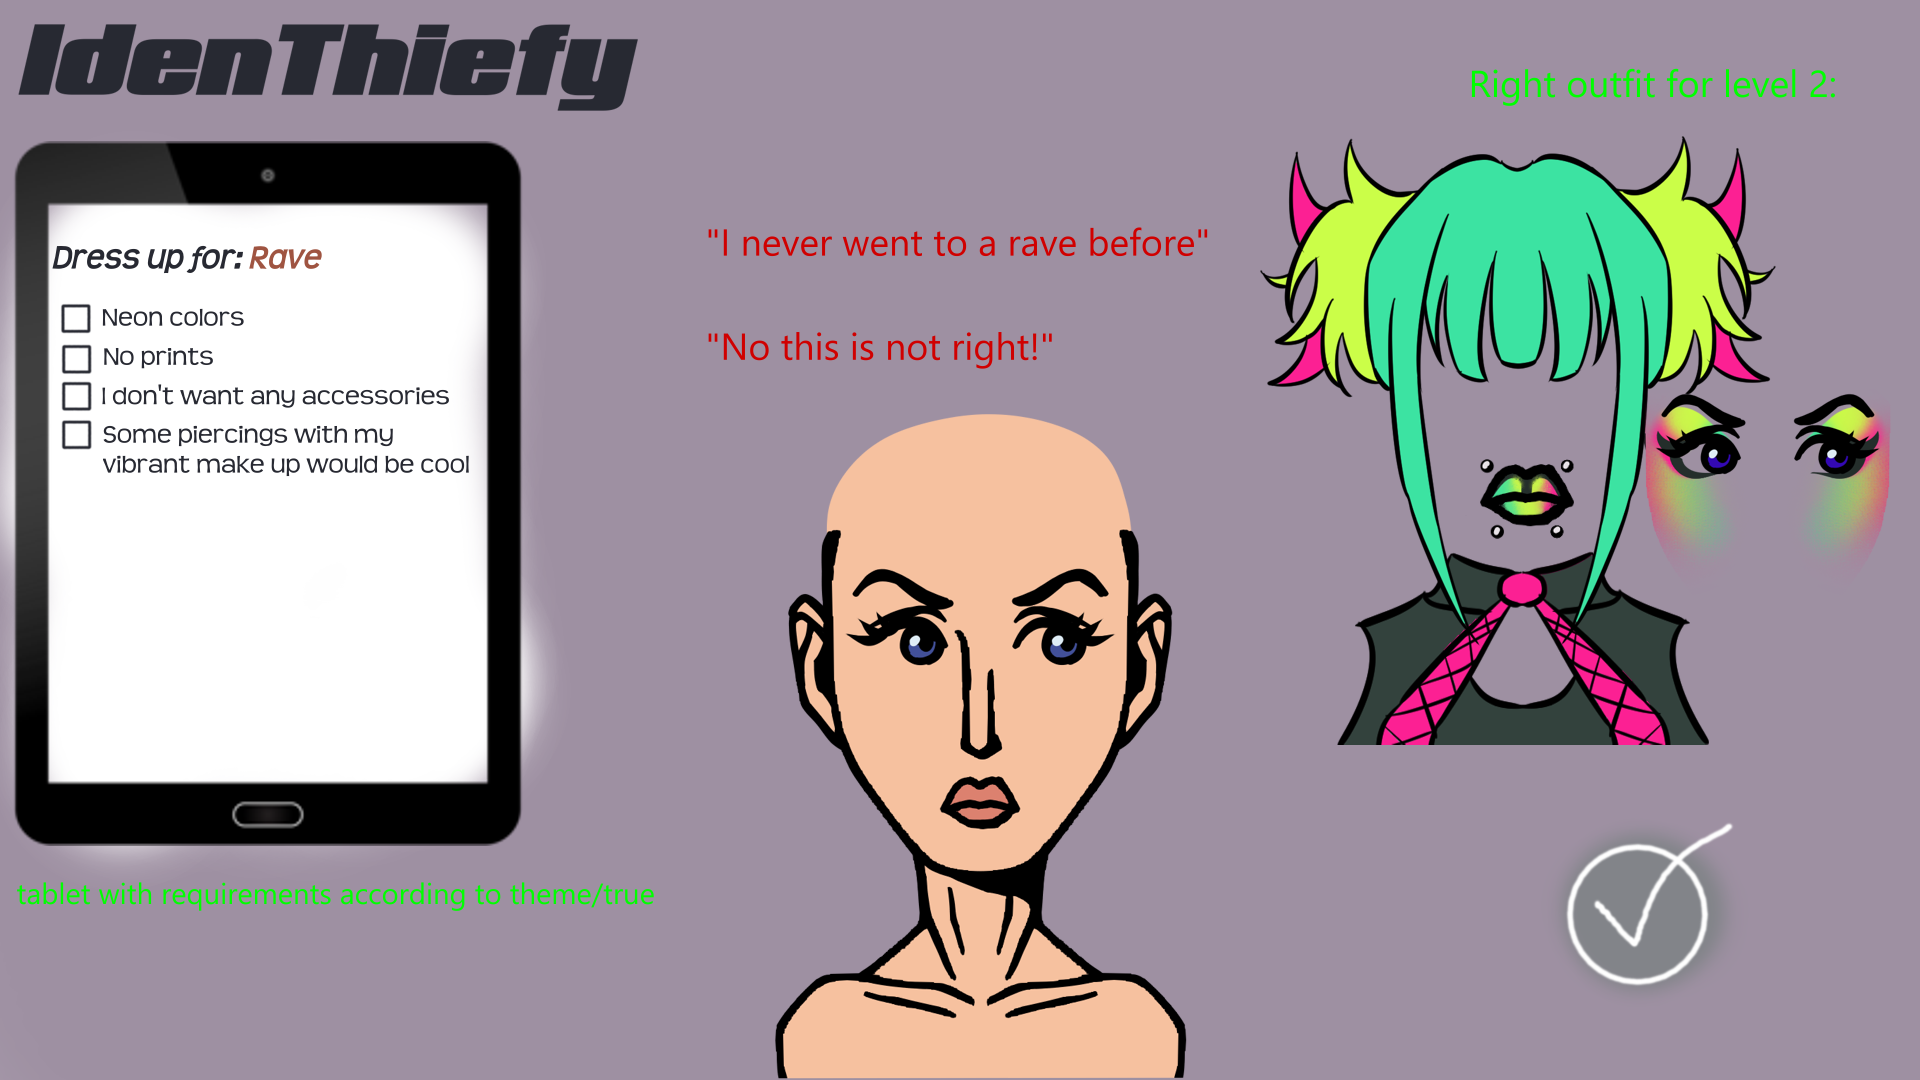 IdenThiefy
Right outfit for level 2:
Dress up for: Rave
Neon colors
No prints
I don't want any accessories
Some piercings with my
vibrant make up would be cool
"I never went to a rave before"
"No this is not right!"
tablet with requirements according to theme/true